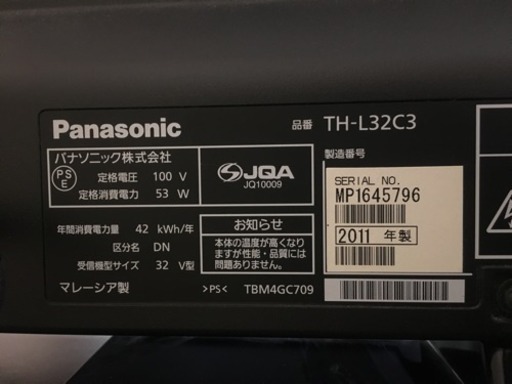 Panasonic
品番 TH-L32C3
パナソニック株式会社
PS
E
定格電圧 100 V
定格消費電力 53 W
JQA
JQ10009
製造番号
SERIAL NO.
MP1645796
2011 年製
年間消費電力量 42 kWh/年
区分名 DN
受信機型サイズ 32 V型
お知らせ
本体の温度が高くなり
ますが性能・品質には
問題ありません。
マレーシア製
>PS< TBM4GC709